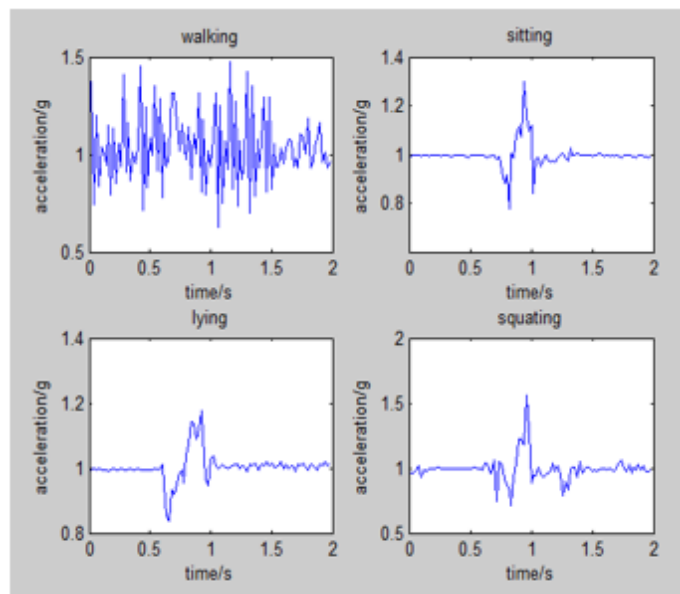 walking
1.5
1
0.5
acceleration/g
0 0.5 1 1.5 2
time/s
sitting
1.4
1.2
1
0.8
acceleration/g
0 0.5 1 1.5 2
time/s
lying
1.4
1.2
1
0.8
acceleration/g
0 0.5 1 1.5 2
time/s
squating
2
1.5
1
0.5
acceleration/g
0 0.5 1 1.5 2
time/s